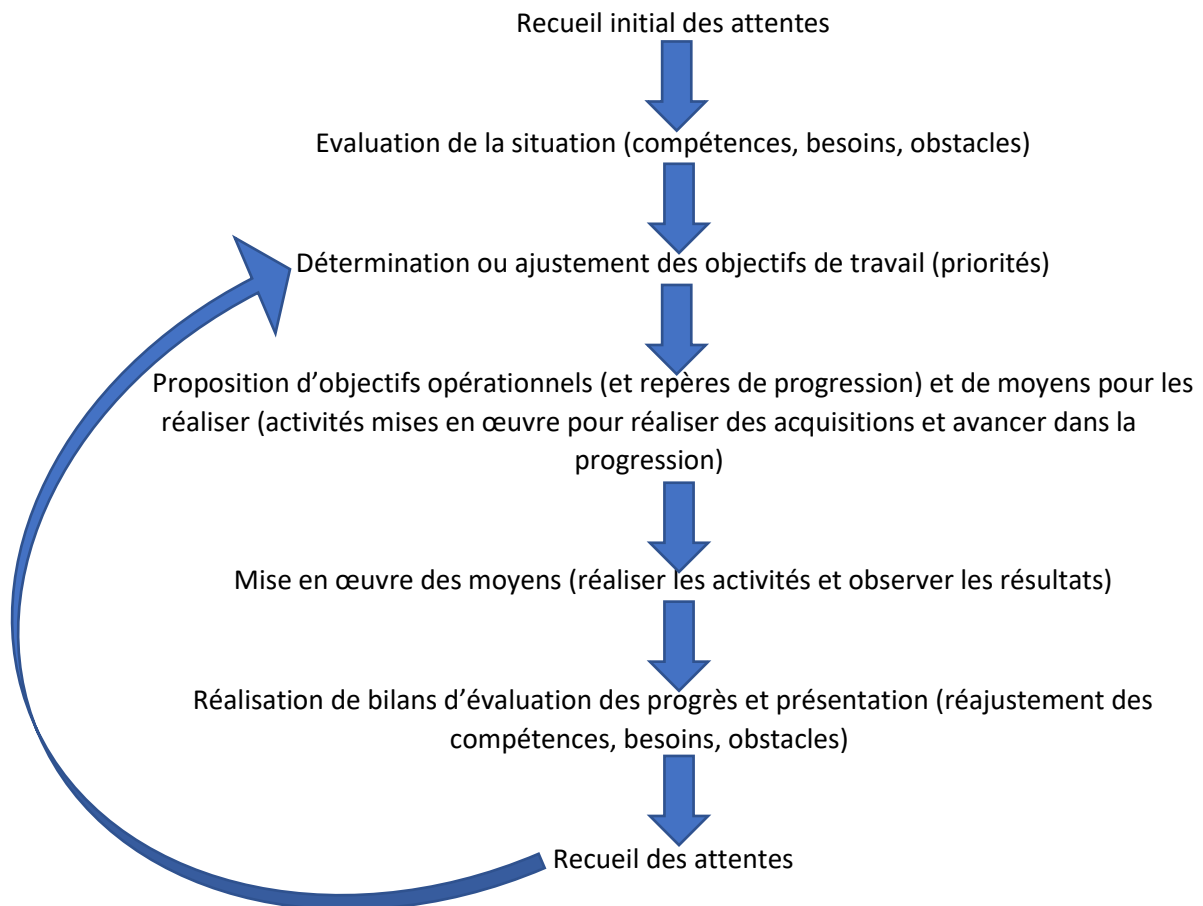 Recueil initial des attentes
Evaluation de la situation (compétences, besoins, obstacles)
Détermination ou ajustement des objectifs de travail (priorités)
Proposition d’objectifs opérationnels (et repères de progression) et de moyens pour les
réaliser (activités mises en œuvre pour réaliser des acquisitions et avancer dans la
progression)
Mise en œuvre des moyens (réaliser les activités et observer les résultats)
Réalisation de bilans d’évaluation des progrès et présentation (réajustement des
compétences, besoins, obstacles)
Recueil des attentes